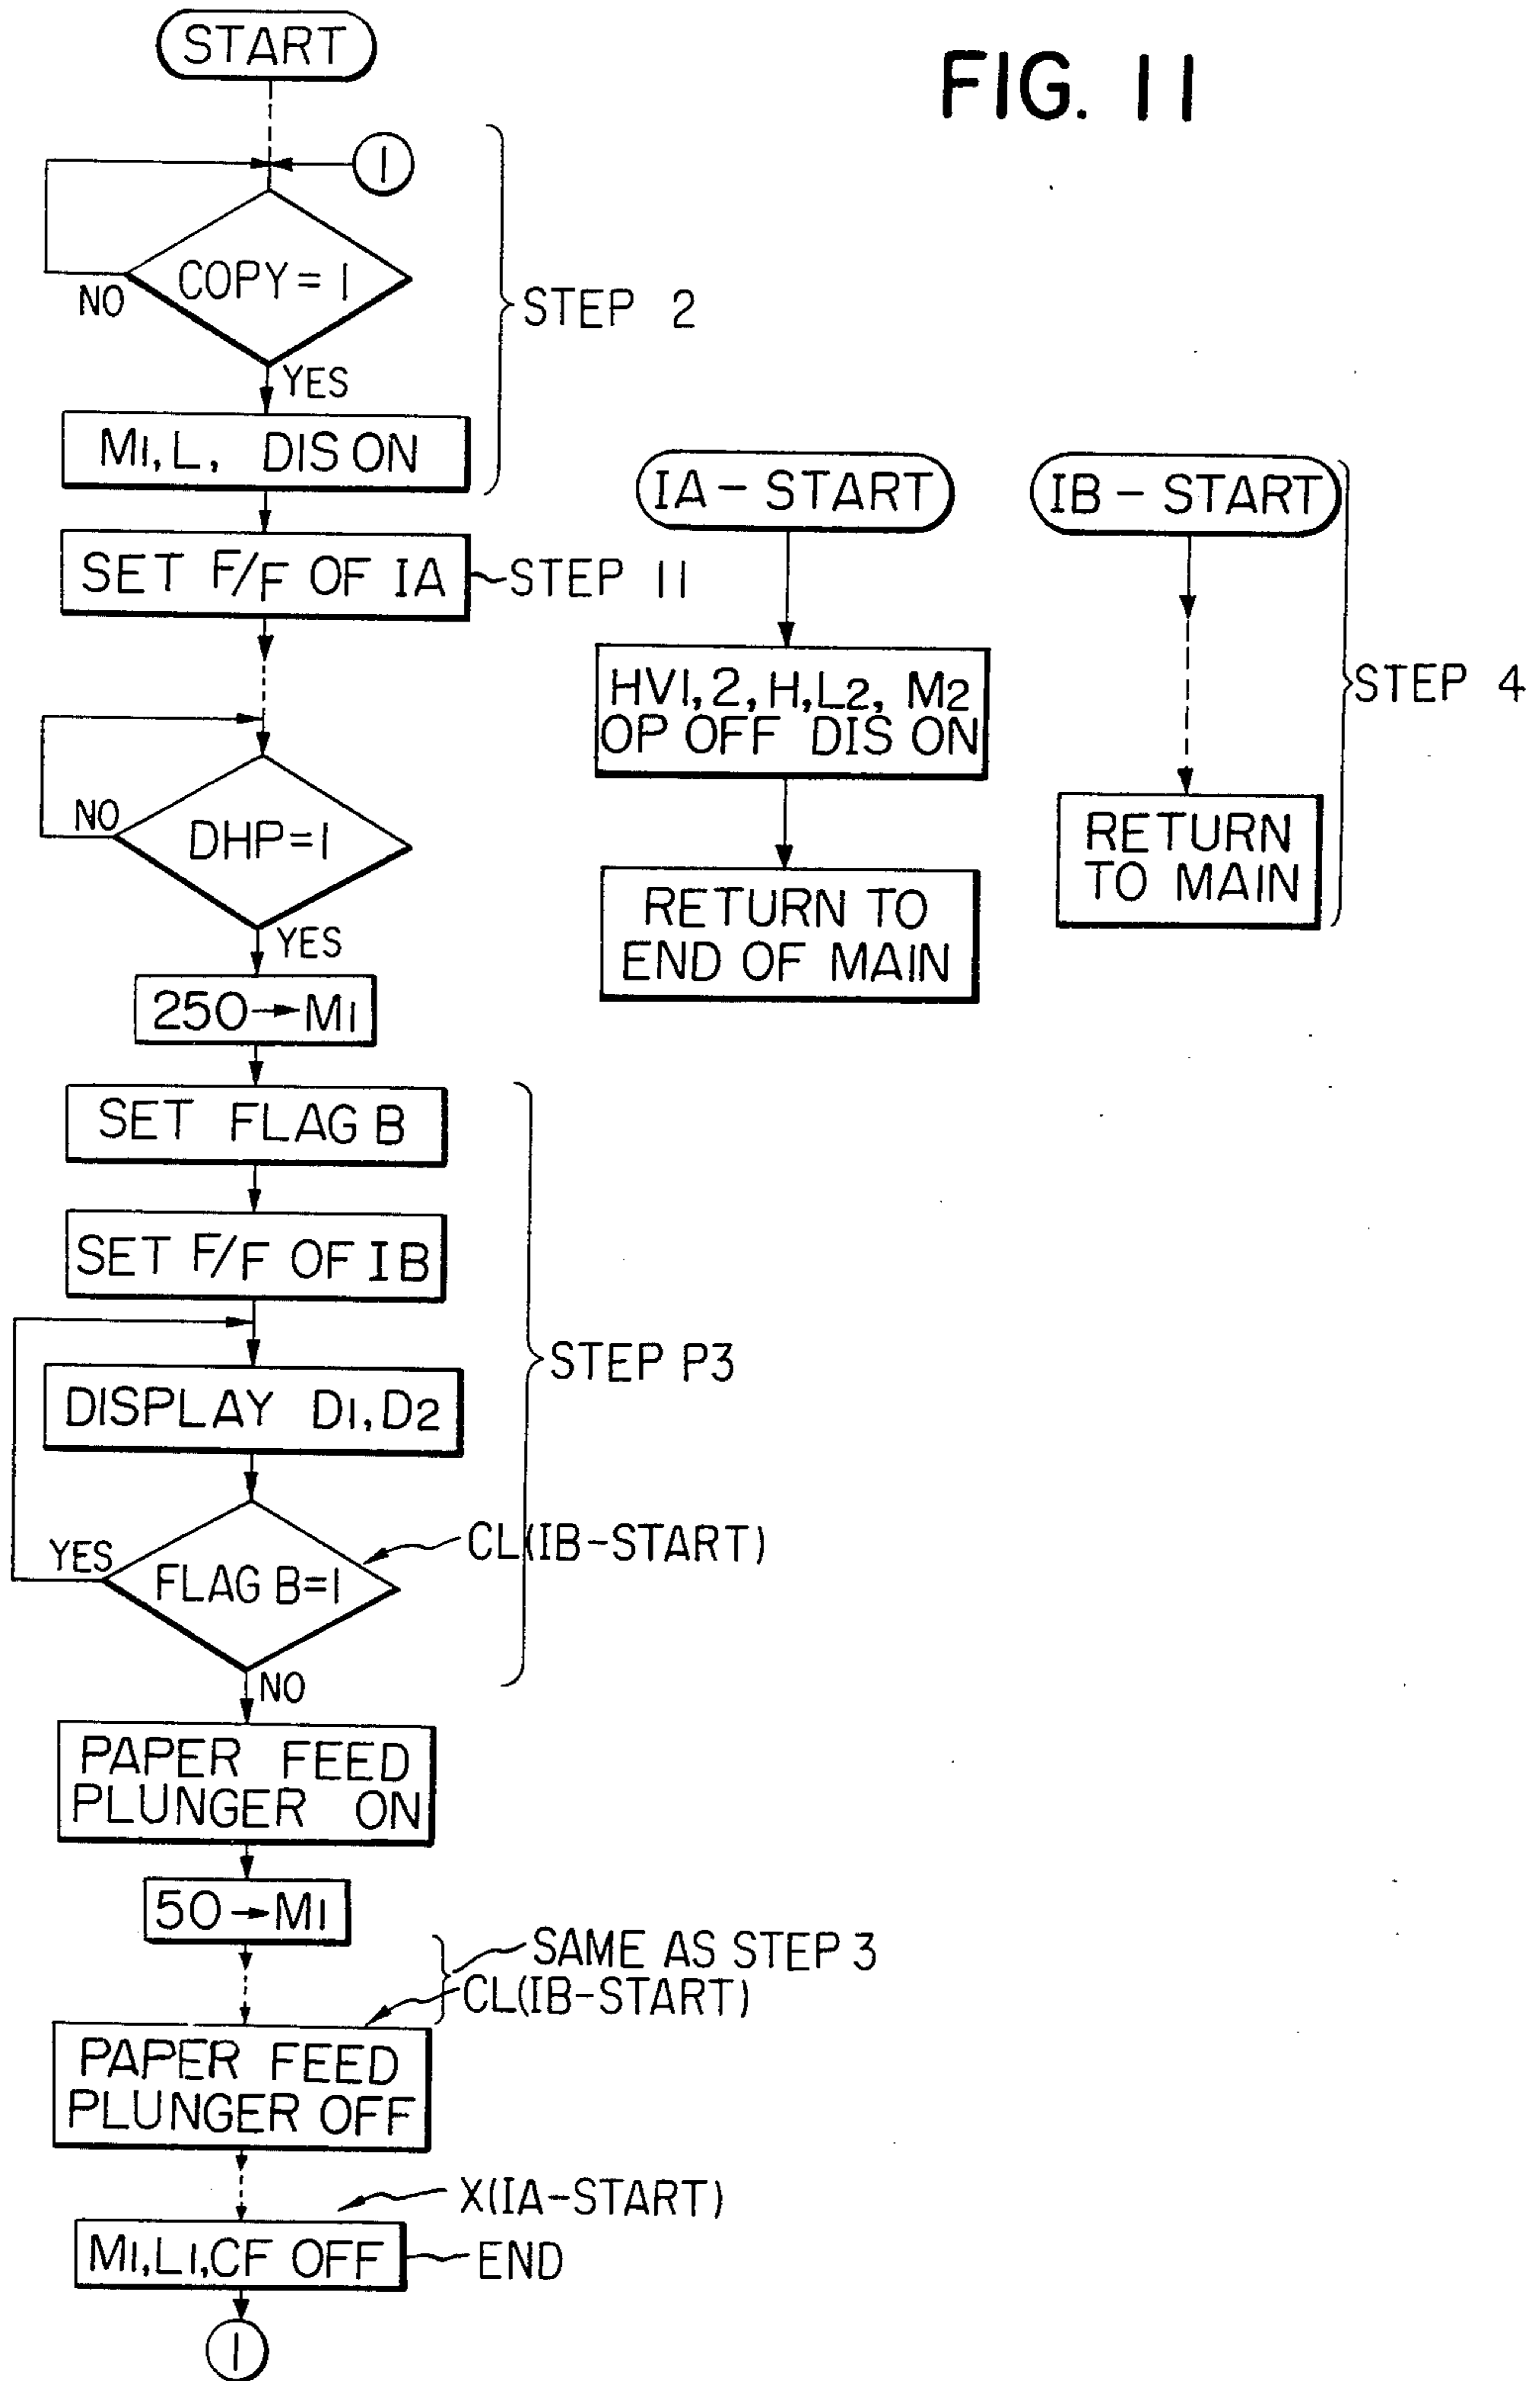 FIG. 11
START
1
COPY = 1
NO
YES
STEP 2
M1, L, DIS ON
SET F/F OF IA
STEP 11
DHP=1
NO
YES
250→M1
SET FLAG B
SET F/F OF IB
DISPLAY D1, D2
STEP P3
FLAG B=1
YES
CL(IB-START)
NO
PAPER FEED
PLUNGER ON
50→M1
SAME AS STEP 3
CL(IB-START)
PAPER FEED
PLUNGER OFF
X(IA-START)
M1, L1, CF OFF
END
1
IA - START
HV1, 2, H, L2, M2
OP OFF DIS ON
RETURN TO
END OF MAIN
IB - START
RETURN
TO MAIN
STEP 4